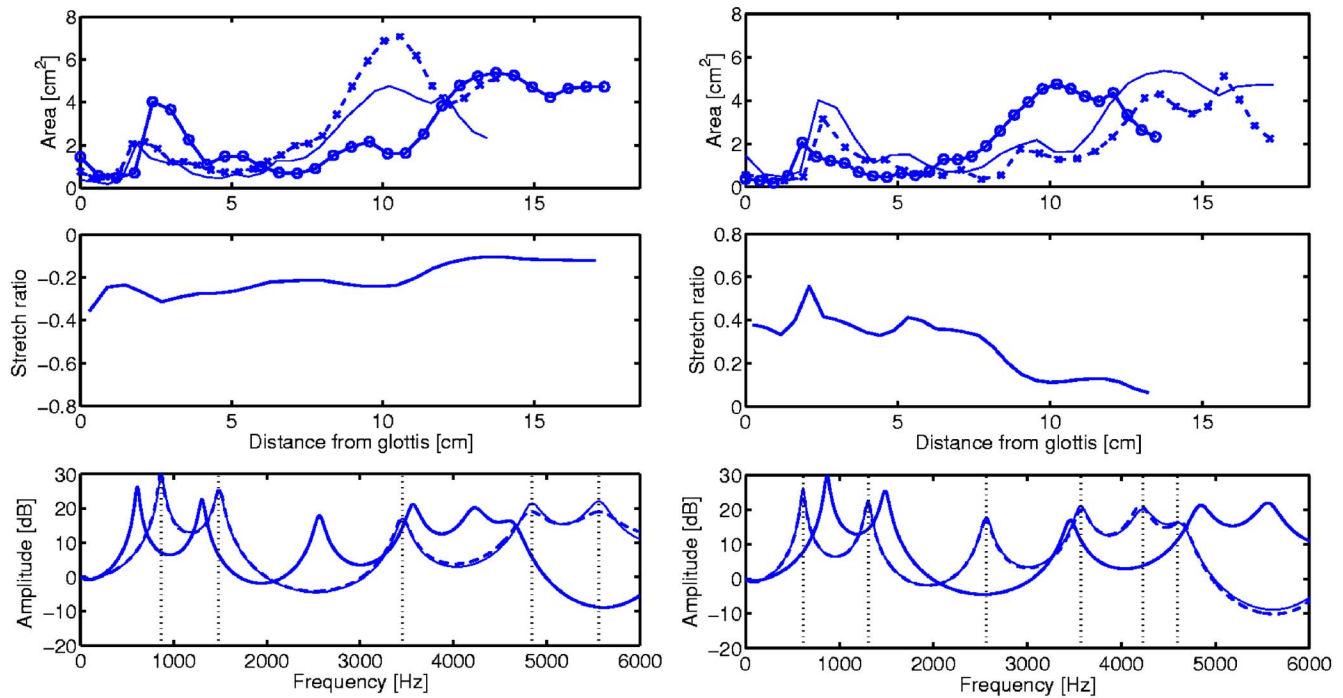 8
6
4
2
0
Area [cm²]
0 5 10 15
0
−0.2
−0.4
−0.6
−0.8
Stretch ratio
0 5 10 15
Distance from glottis [cm]
30
20
10
0
−10
−20
Amplitude [dB]
0 1000 2000 3000 4000 5000 6000
Frequency [Hz]
8
6
4
2
0
Area [cm²]
0 5 10 15
0.8
0.6
0.4
0.2
0
Stretch ratio
0 5 10 15
Distance from glottis [cm]
30
20
10
0
−10
−20
Amplitude [dB]
0 1000 2000 3000 4000 5000 6000
Frequency [Hz]